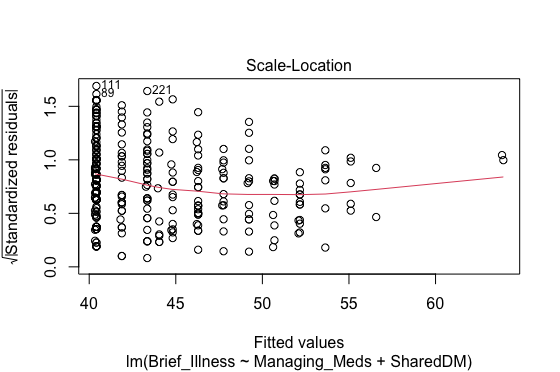 Scale-Location
√|Standardized residuals|
1.5
1.0
0.5
0.0
111
89
221
40 45 50 55 60
Fitted values
lm(Brief_Illness ~ Managing_Meds + SharedDM)